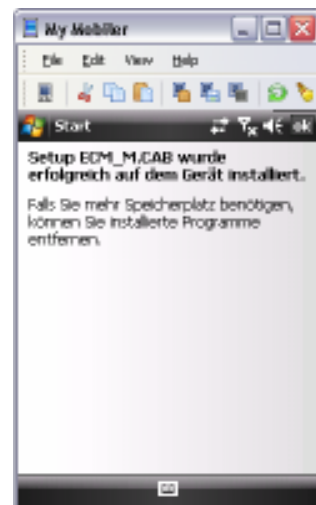 My Mobiler
File Edit View Help
Start ok
Setup ECM_M.CAB wurde
erfolgreich auf dem Gerät installiert.
Falls Sie mehr Speicherplatz benötigen,
können Sie installierte Programme
entfernen.